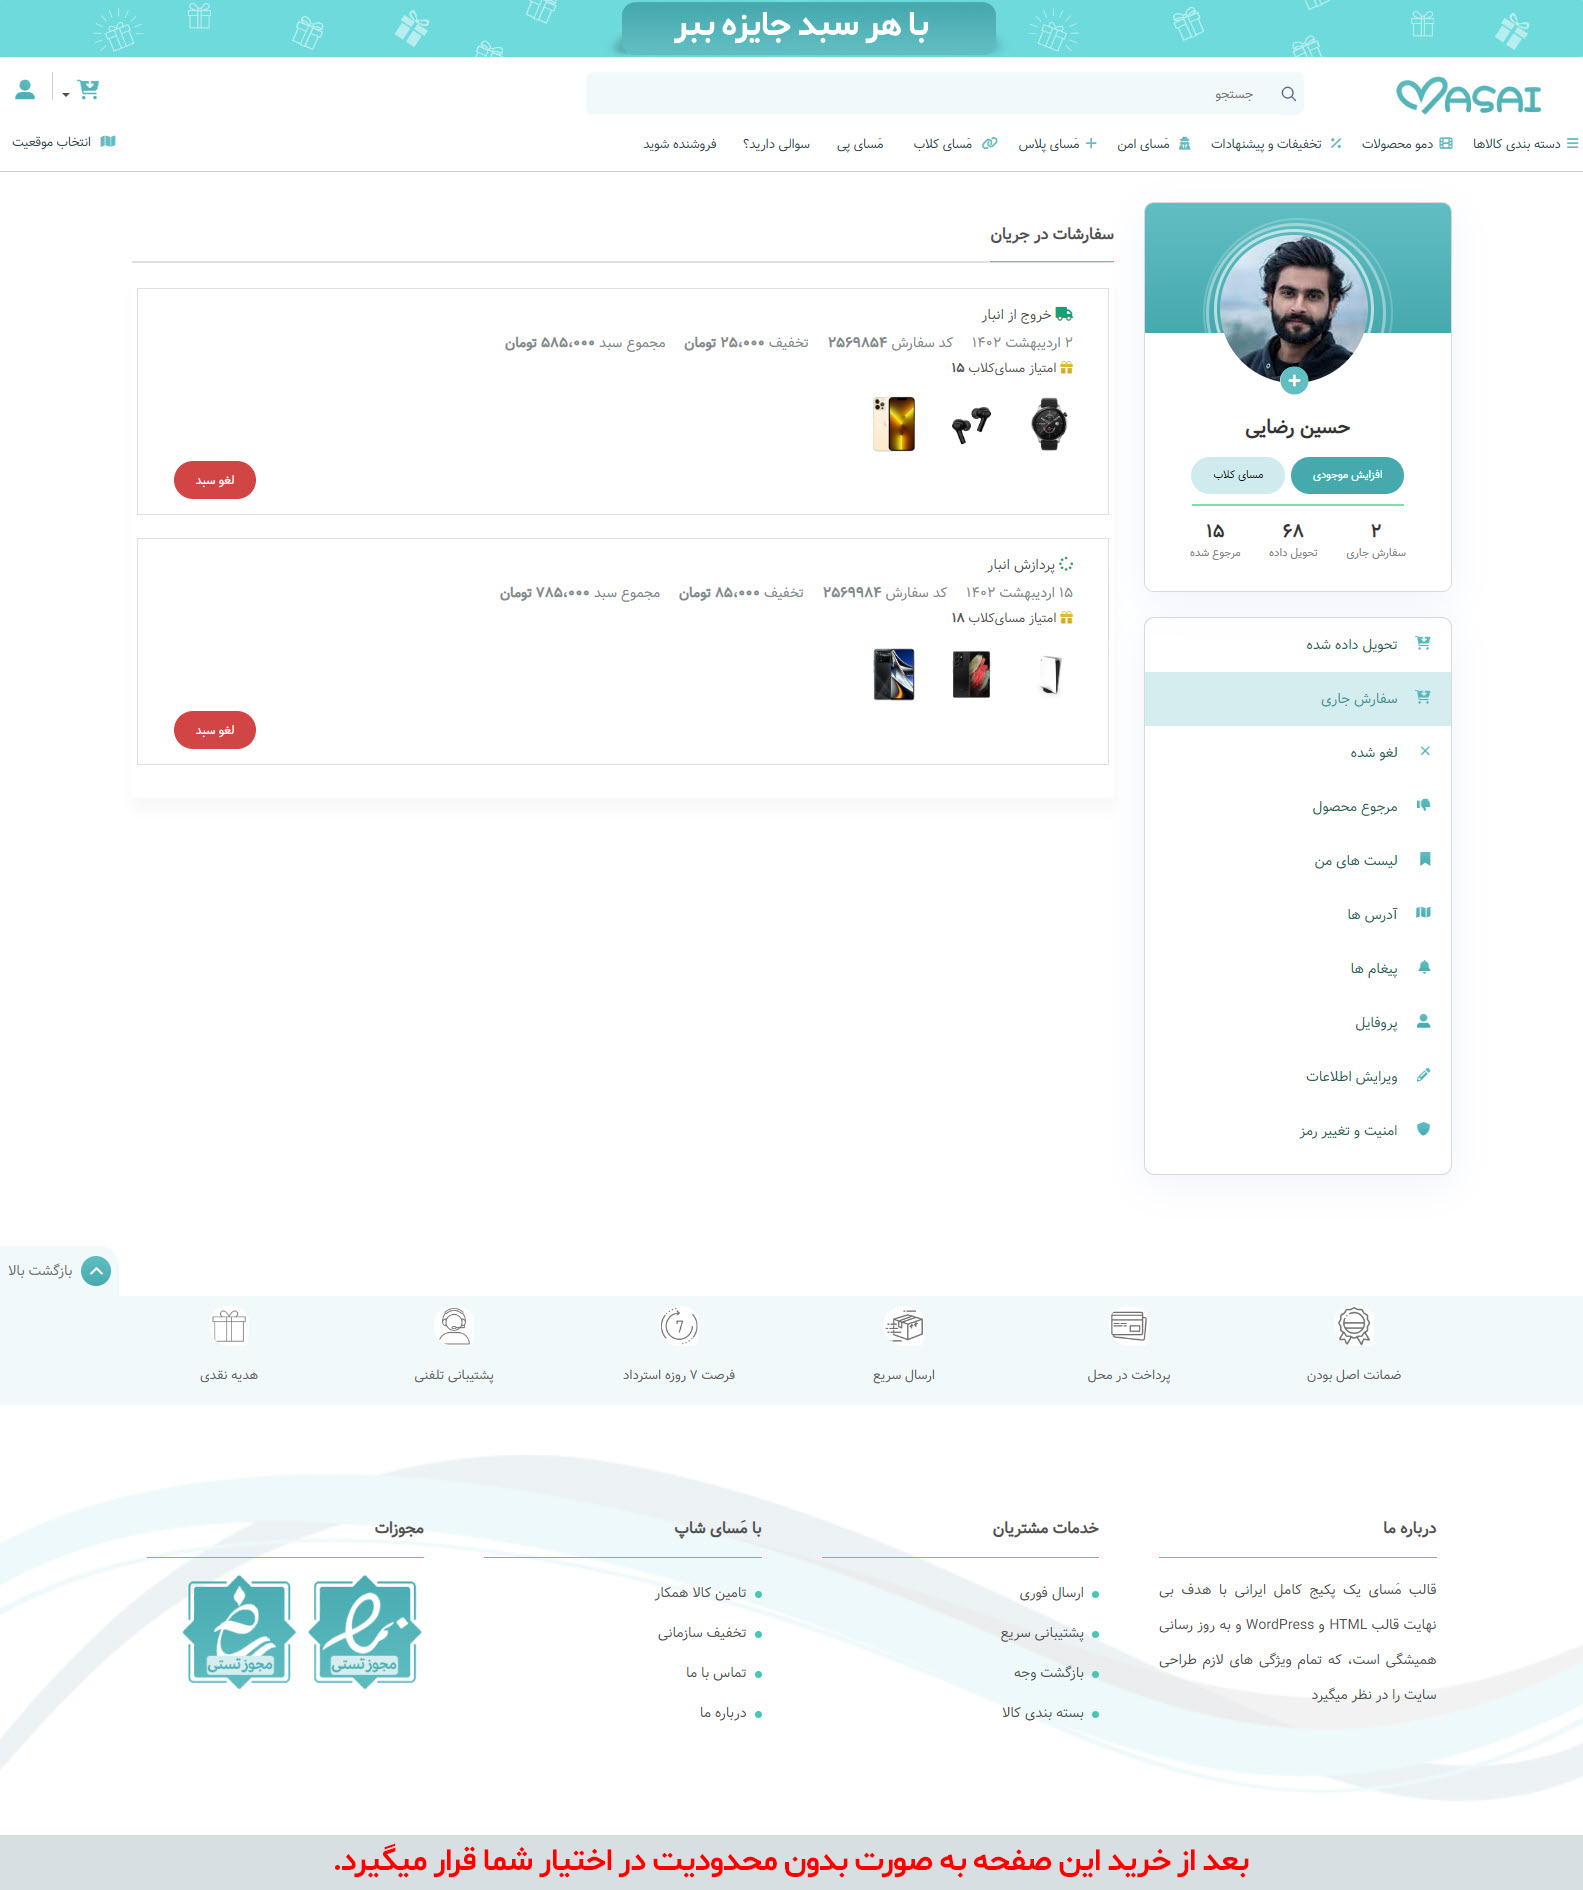 با هر سبد جایزه ببر
MASAI
جستجو
دسته بندی کالاها
دمو محصولات
تخفیفات و پیشنهادات
مَسای امن
مَسای پلاس
مَسای کلاب
مَسای پی
سوالی دارید؟
فروشنده شوید
انتخاب موقعیت
حسین رضایی
افزایش موجودی
مسای کلاب
۲
سفارش جاری
۶۸
تحویل داده
۱۵
مرجوع شده
تحویل داده شده
سفارش جاری
لغو شده
مرجوع محصول
لیست های من
آدرس ها
پیغام ها
پروفایل
ویرایش اطلاعات
امنیت و تغییر رمز
سفارشات در جریان
خروج از انبار
۲ اردیبهشت ۱۴۰۲ کد سفارش ۲۵۶۹۸۵۴ تخفیف ۲۵،۰۰۰ تومان مجموع سبد ۵۸۵،۰۰۰ تومان
امتیاز مسای‌کلاب ۱۵
لغو سبد
پردازش انبار
۱۵ اردیبهشت ۱۴۰۲ کد سفارش ۲۵۶۹۹۸۴ تخفیف ۸۵،۰۰۰ تومان مجموع سبد ۷۸۵،۰۰۰ تومان
امتیاز مسای‌کلاب ۱۸
لغو سبد
بازگشت بالا
ضمانت اصل بودن
پرداخت در محل
ارسال سریع
7
فرصت ۷ روزه استرداد
پشتیبانی تلفنی
هدیه نقدی
درباره ما
قالب مَسای یک پکیج کامل ایرانی با هدف بی
نهایت قالب HTML و WordPress و به روز رسانی
همیشگی است، که تمام ویژگی های لازم طراحی
سایت را در نظر میگیرد
خدمات مشتریان
ارسال فوری
پشتیبانی سریع
بازگشت وجه
بسته بندی کالا
با مَسای شاپ
تامین کالا همکار
تخفیف سازمانی
تماس با ما
درباره ما
مجوزات
مجوز تستی
مجوز تستی
بعد از خرید این صفحه به صورت بدون محدودیت در اختیار شما قرار میگیرد.